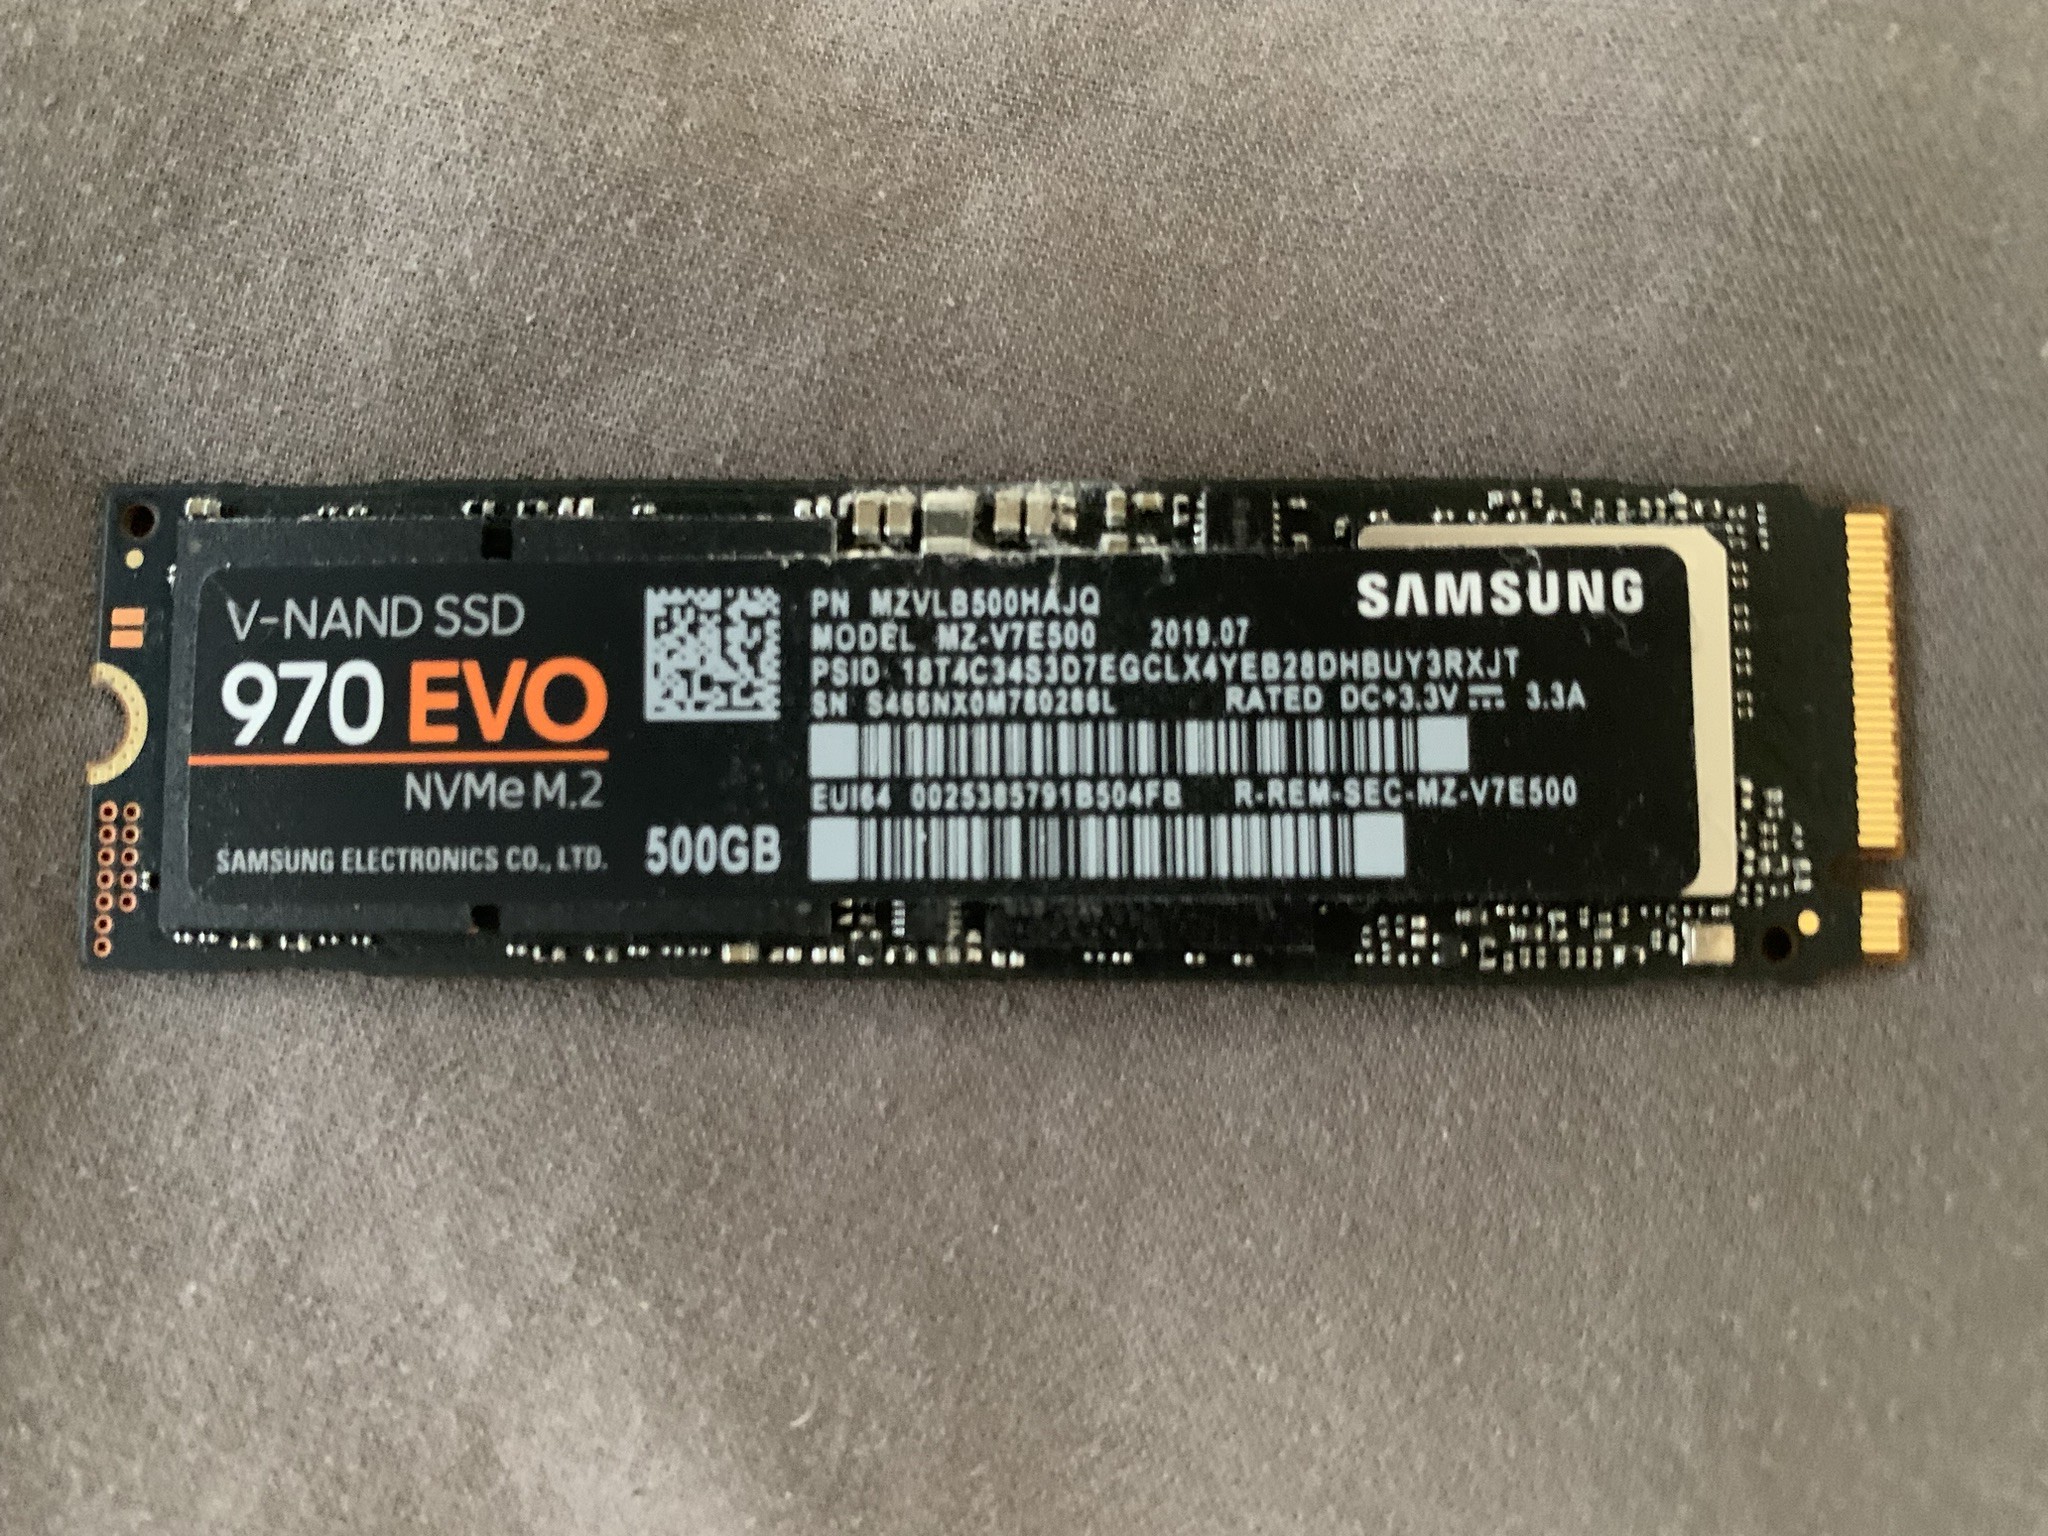 V-NAND SSD
970 EVO
NVMe M.2
SAMSUNG ELECTRONICS CO., LTD.
500GB
SAMSUNG
PN MZVLB500HAJQ
MODEL MZ-V7E500 2019.07
PSID 18T4C34S3D7EGCLX4YEB28DHBUY3RXJT
SN RATED DC+3.3V ⎓ 3.3A
EUI64 0025385791B504FB R-REM-SEC-MZ-V7E500